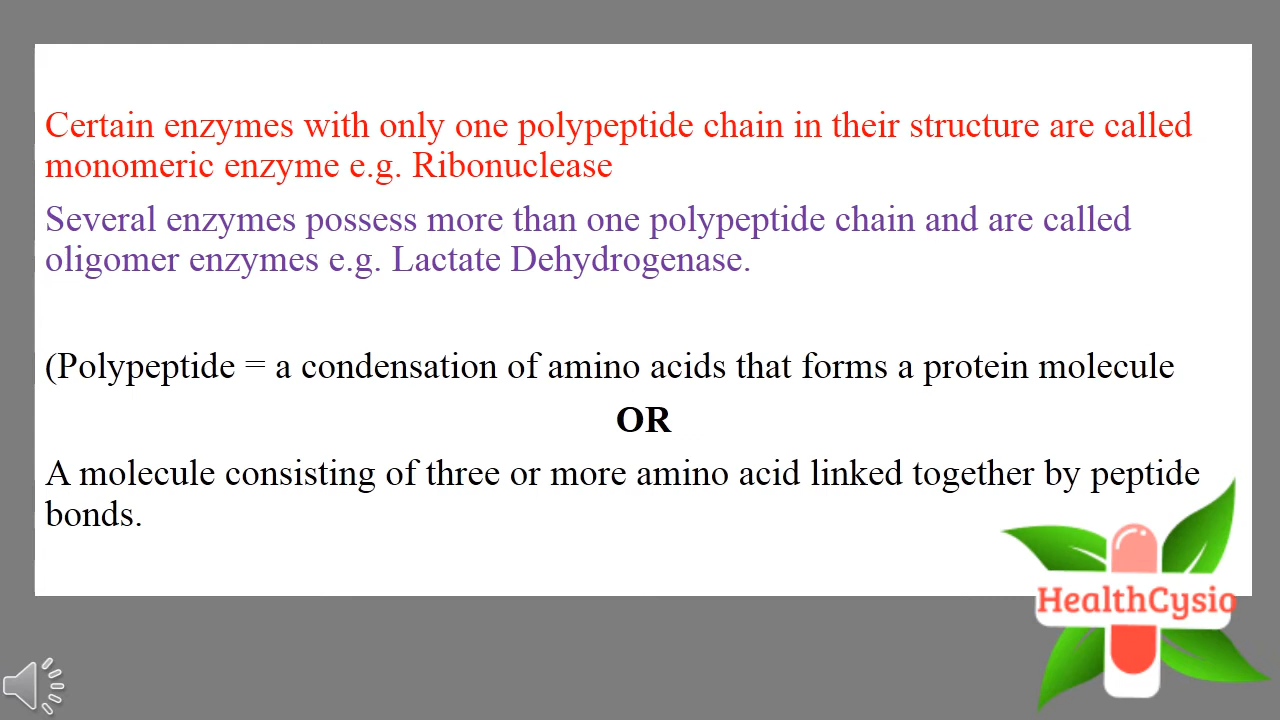 Certain enzymes with only one polypeptide chain in their structure are called
monomeric enzyme e.g. Ribonuclease
Several enzymes possess more than one polypeptide chain and are called
oligomer enzymes e.g. Lactate Dehydrogenase.
(Polypeptide = a condensation of amino acids that forms a protein molecule
OR
A molecule consisting of three or more amino acid linked together by peptide
bonds.
HealthCysio